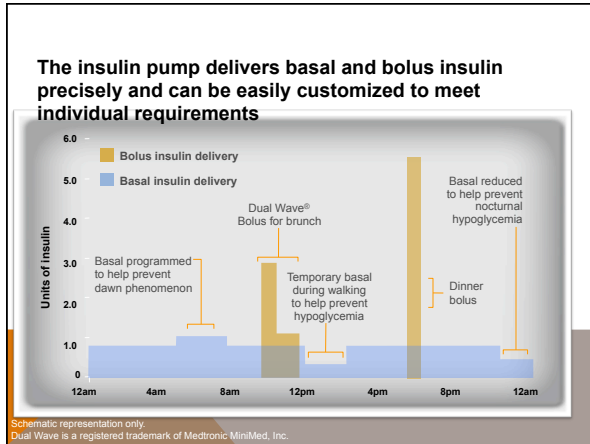 The insulin pump delivers basal and bolus insulin
precisely and can be easily customized to meet
individual requirements
6.0
5.0
4.0
3.0
2.0
1.0
0
Units of insulin
Bolus insulin delivery
Basal insulin delivery
Basal programmed
to help prevent
dawn phenomenon
Dual Wave®
Bolus for brunch
Temporary basal
during walking
to help prevent
hypoglycemia
Dinner
bolus
Basal reduced
to help prevent
nocturnal
hypoglycemia
12am 4am 8am 12pm 4pm 8pm 12am
Schematic representation only.
Dual Wave is a registered trademark of Medtronic MiniMed, Inc.